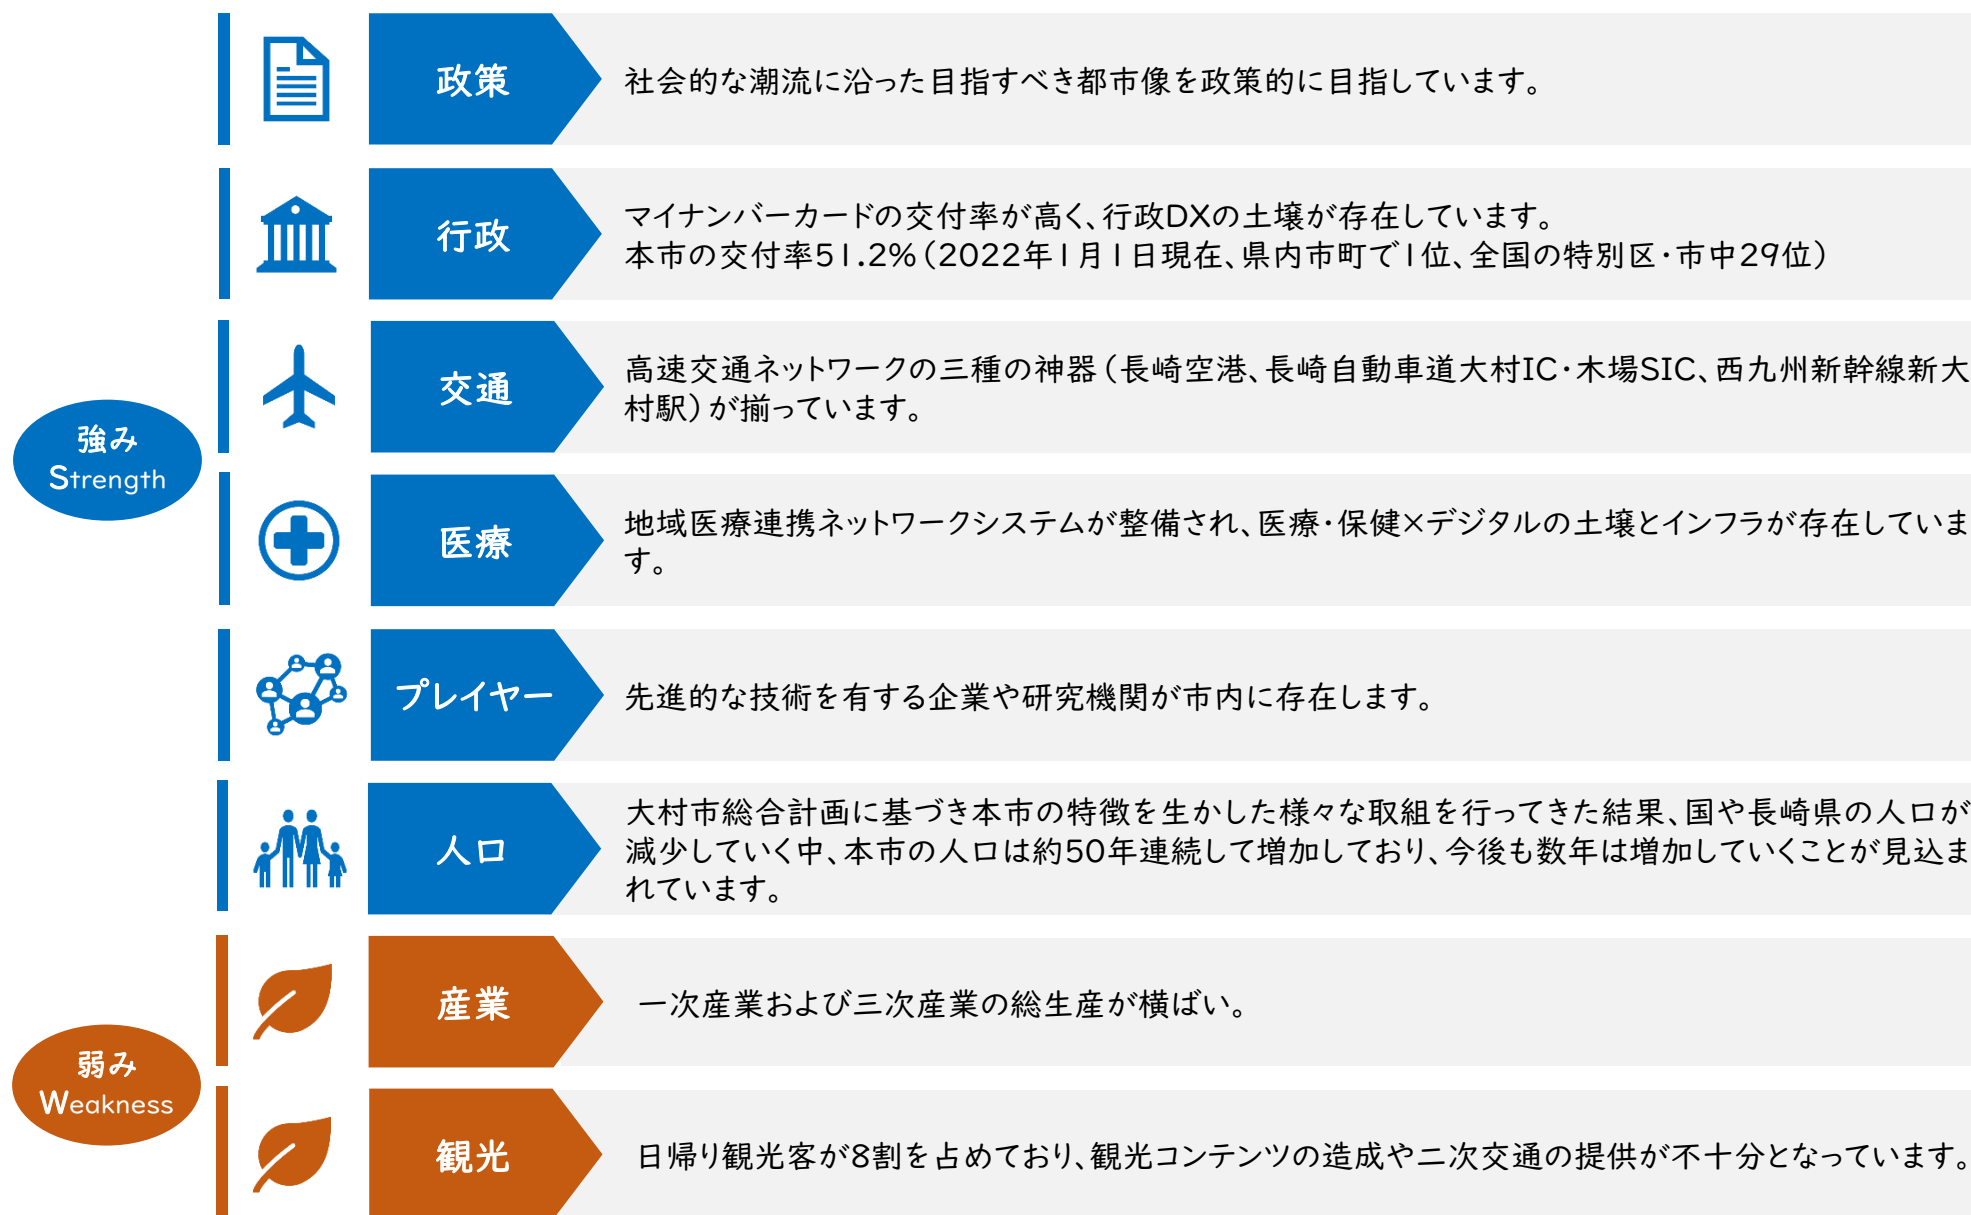 政策
社会的な潮流に沿った目指すべき都市像を政策的に目指しています。
行政
マイナンバーカードの交付率が高く、行政DXの土壌が存在しています。
本市の交付率51.2%(2022年1月1日現在、県内市町で1位、全国の特別区・市中29位)
交通
高速交通ネットワークの三種の神器(長崎空港、長崎自動車道大村IC・木場SIC、西九州新幹線新大
村駅)が揃っています。
強み
Strength
医療
地域医療連携ネットワークシステムが整備され、医療・保健×デジタルの土壌とインフラが存在していま
す。
プレイヤー
先進的な技術を有する企業や研究機関が市内に存在します。
人口
大村市総合計画に基づき本市の特徴を生かした様々な取組を行ってきた結果、国や長崎県の人口が
減少していく中、本市の人口は約50年連続して増加しており、今後も数年は増加していくことが見込ま
れています。
産業
一次産業および三次産業の総生産が横ばい。
弱み
Weakness
観光
日帰り観光客が8割を占めており、観光コンテンツの造成や二次交通の提供が不十分となっています。